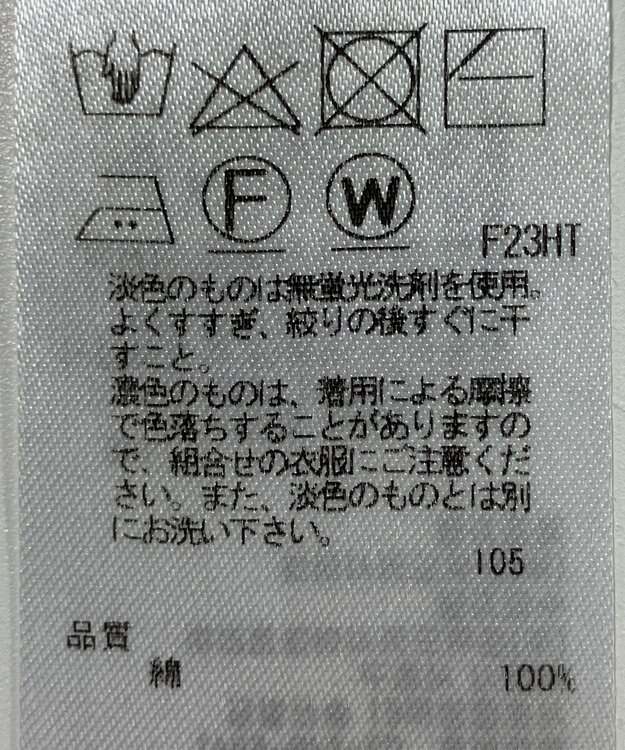 F
W
F23HT
淡色のものは無蛍光洗剤を使用。
よくすすぎ、絞りの後すぐに干
すこと。
濃色のものは、着用による摩擦
で色落ちすることがありますの
で、組合せの衣服にご注意くだ
さい。また、淡色のものとは別
にお洗い下さい。
105
品質
綿 100%